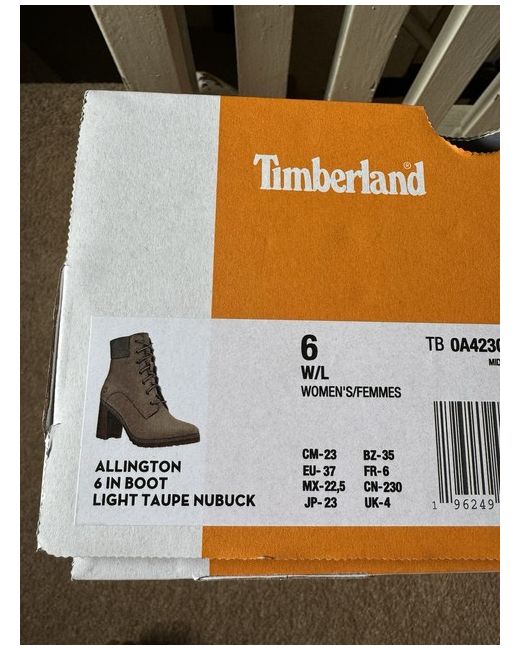 Timberland®
6
W/L
WOMEN'S/FEMMES
TB 0A4230
CM-23 BZ-35
EU- 37 FR-6
MX-22,5 CN-230
JP- 23 UK-4
ALLINGTON
6 IN BOOT
LIGHT TAUPE NUBUCK
1 96249